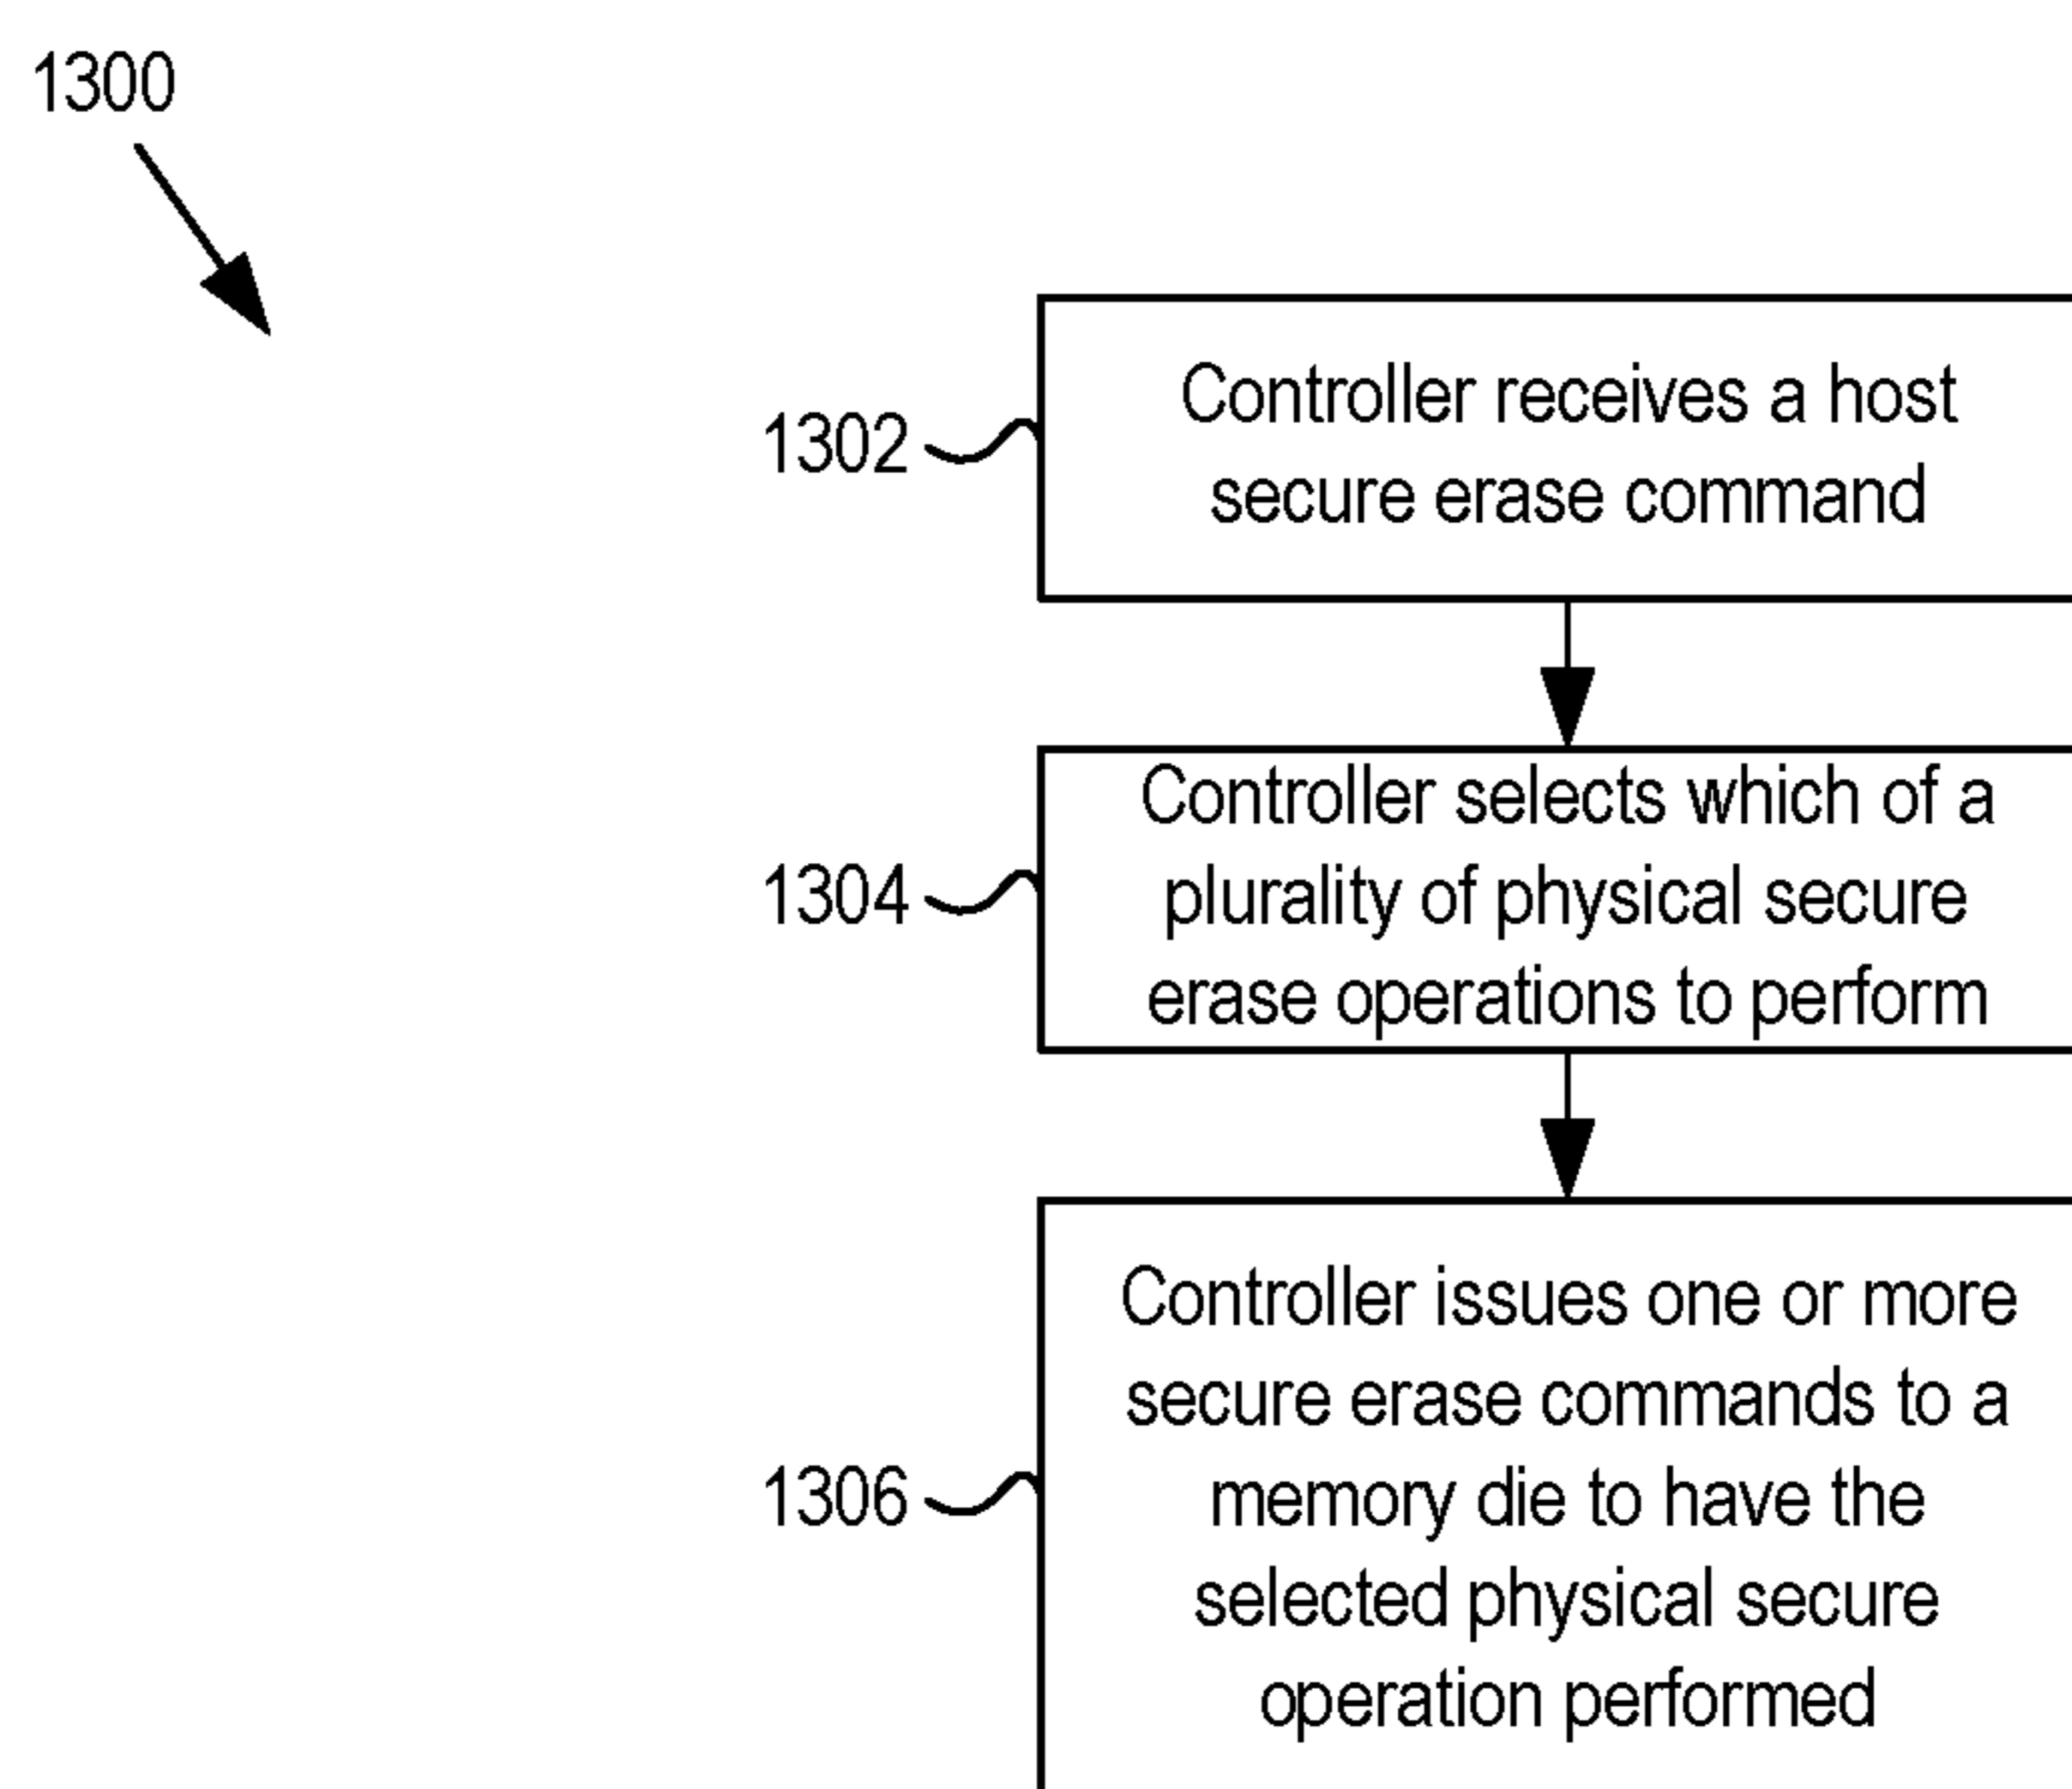 1300
1302
Controller receives a host
secure erase command
1304
Controller selects which of a
plurality of physical secure
erase operations to perform
1306
Controller issues one or more
secure erase commands to a
memory die to have the
selected physical secure
operation performed